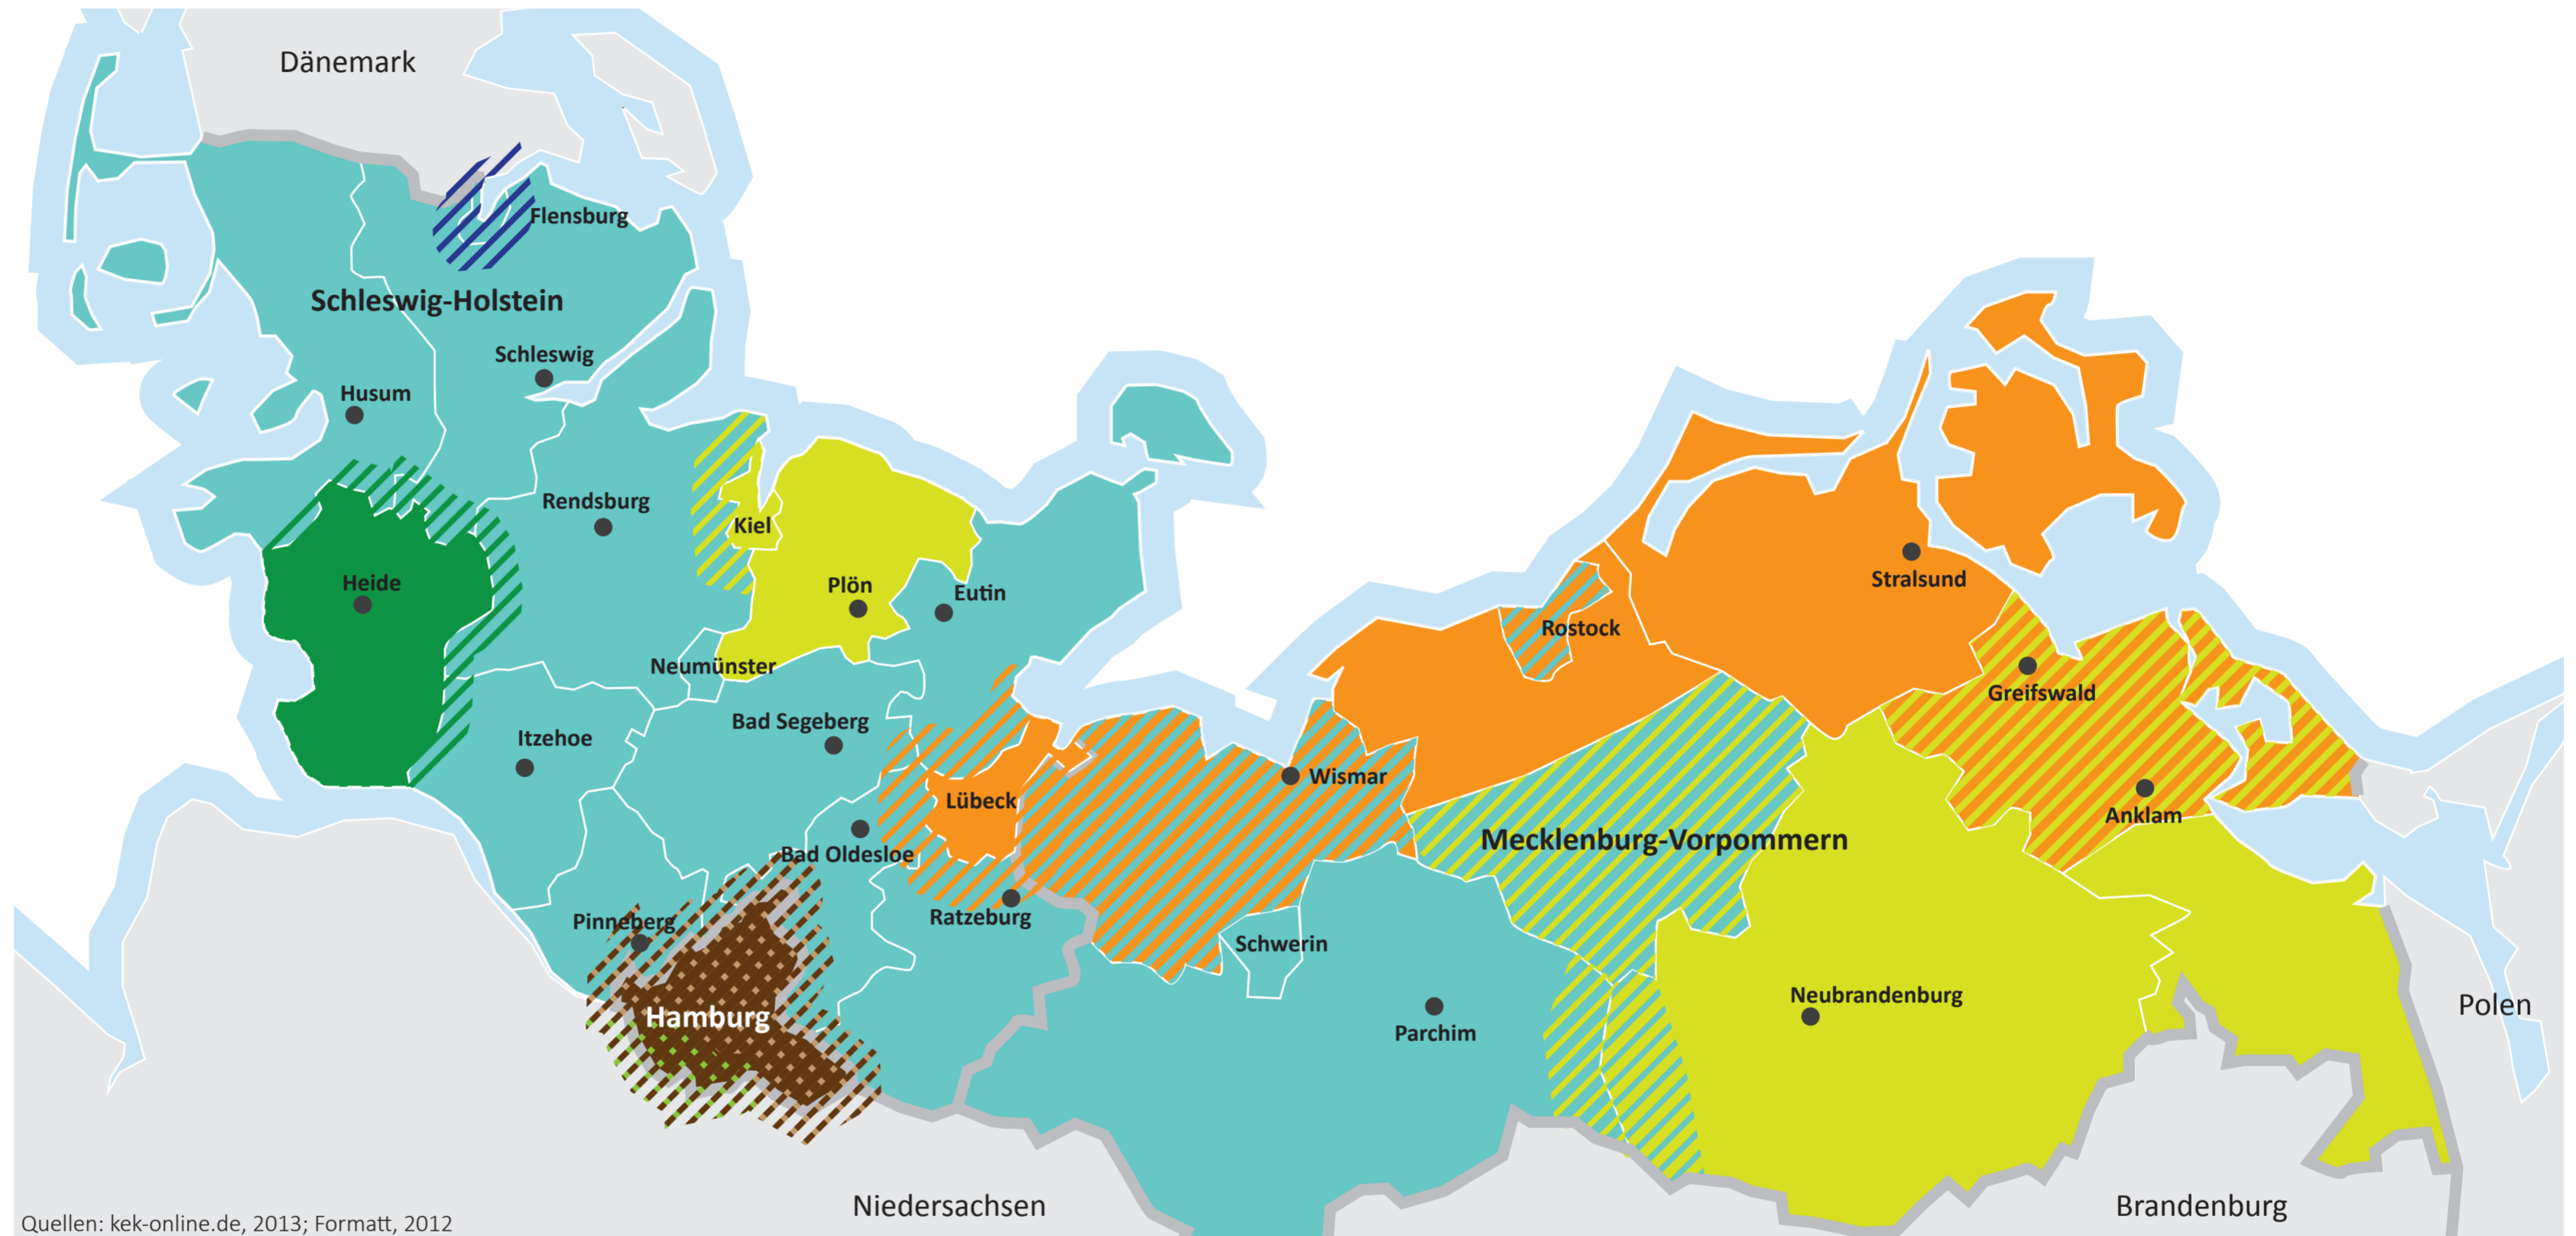 Dänemark
Flensburg
Schleswig-Holstein
Schleswig
Husum
Rendsburg
Kiel
Heide
Plön
Eutin
Stralsund
Rostock
Neumünster
Greifswald
Bad Segeberg
Itzehoe
Wismar
Lübeck
Anklam
Mecklenburg-Vorpommern
Bad Oldesloe
Ratzeburg
Pinneberg
Schwerin
Neubrandenburg
Polen
Hamburg
Parchim
Niedersachsen
Brandenburg
Quellen: kek-online.de, 2013; Formatt, 2012